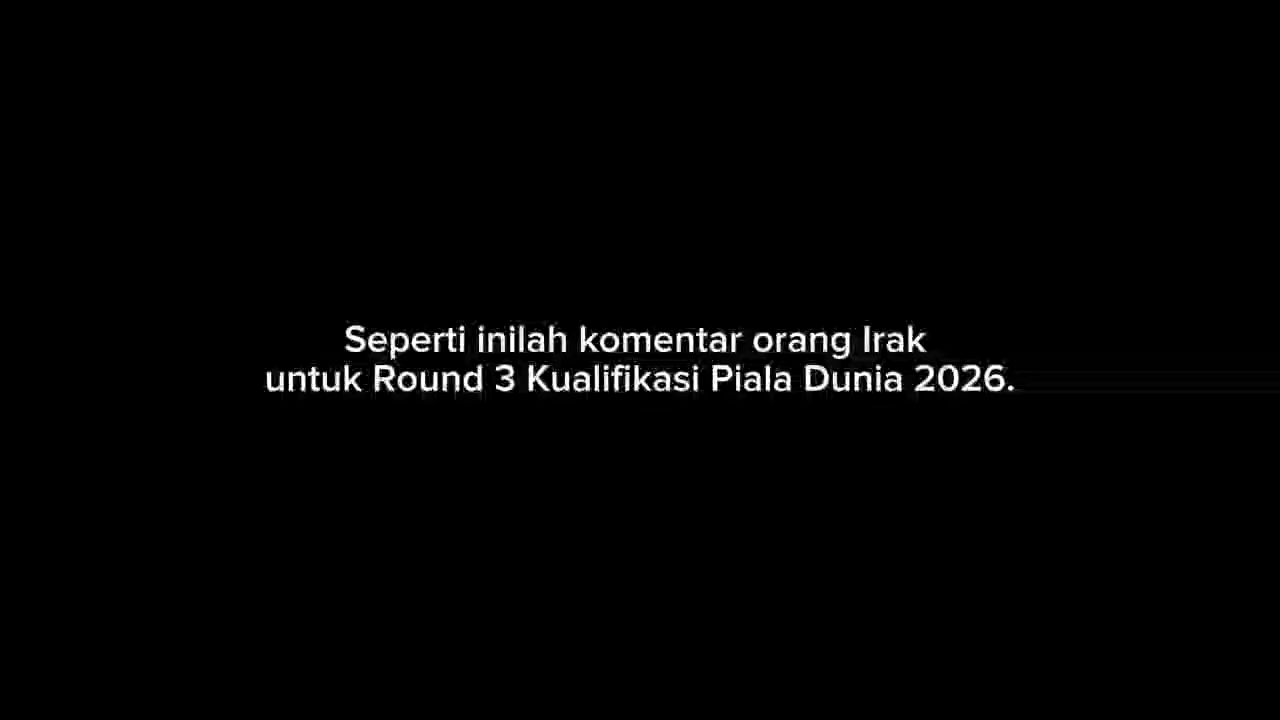 Seperti inilah komentar orang Irak
untuk Round 3 Kualifikasi Piala Dunia 2026.